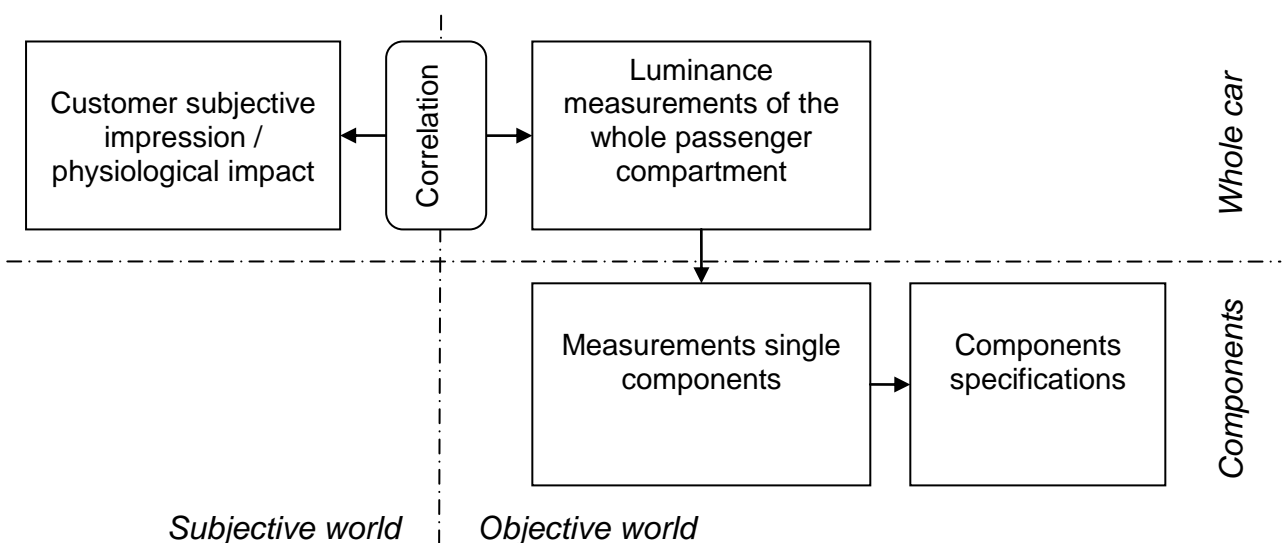 Customer subjective
impression /
physiological impact
Correlation
Luminance
measurements of the
whole passenger
compartment
Whole car
Measurements single
components
Components
specifications
Components
Subjective world
Objective world